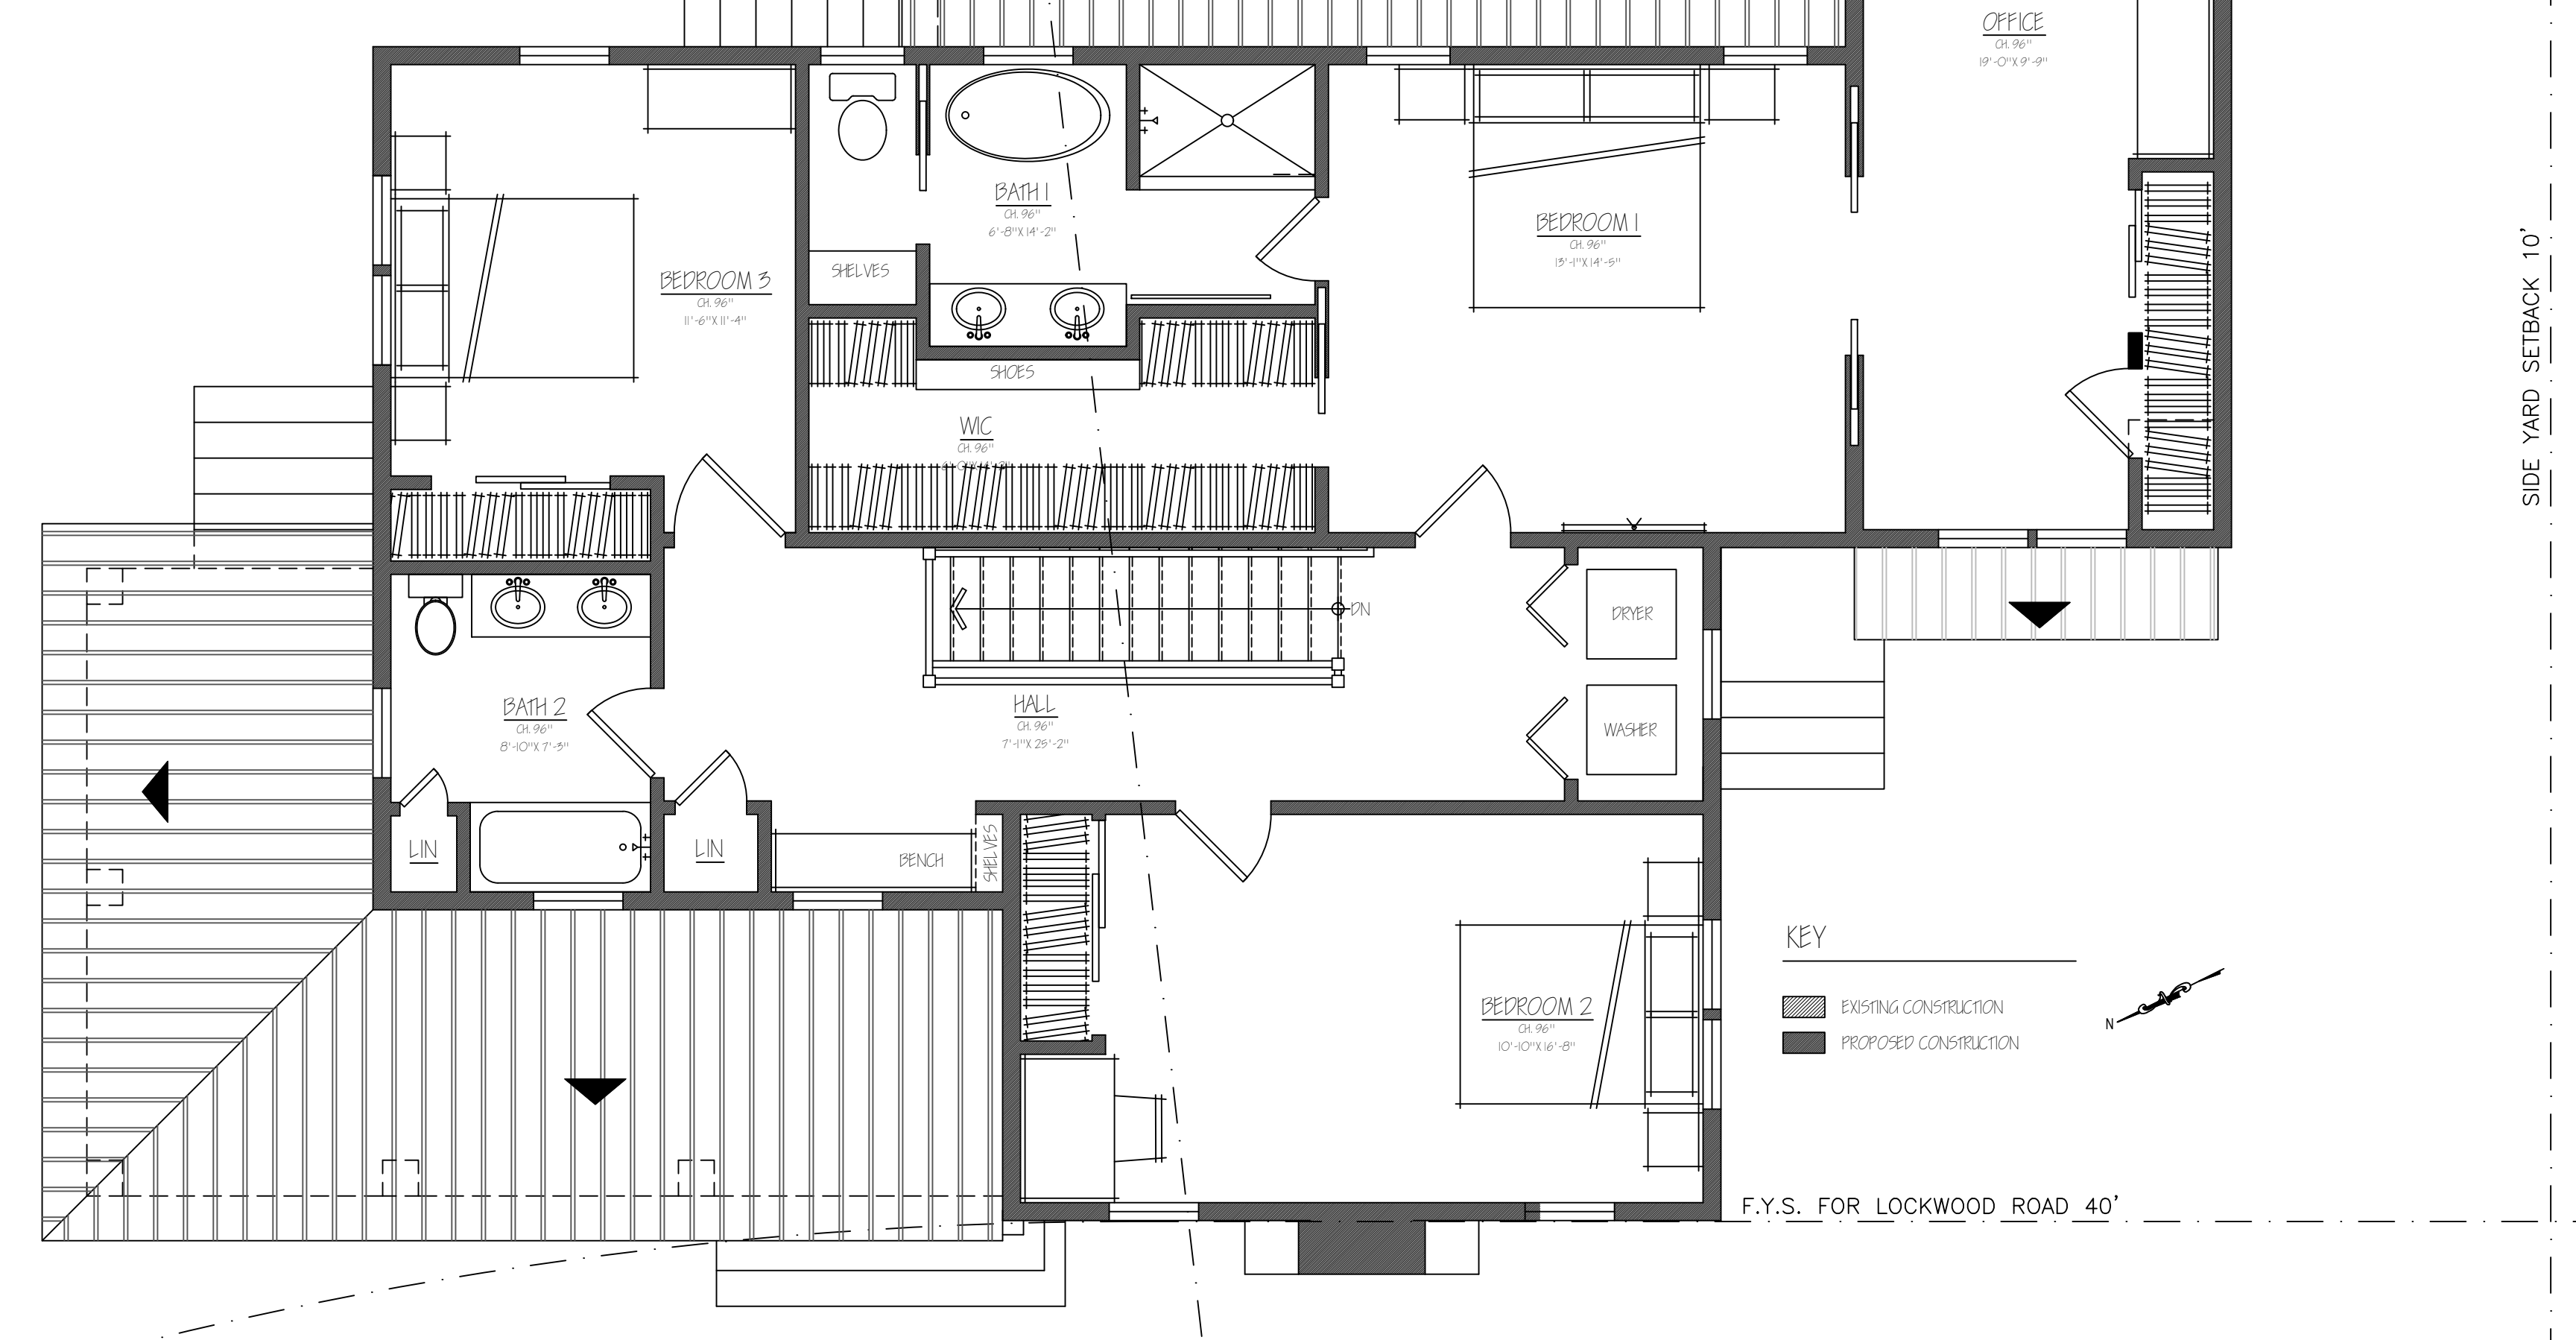 OFFICE
CH. 96"
19'-0"X 9'-9"
BATH 1
CH. 96"
6'-8"X 14'-2"
BEDROOM 1
CH. 96"
13'-1"X 14'-5"
SHELVES
BEDROOM 3
CH. 96"
11'-6"X 11'-4"
SIDE YARD SETBACK 10'
SHOES
WIC
CH. 96"
DN
DRYER
HALL
CH. 96"
7'-1"X 25'-2"
WASHER
BATH 2
CH. 96"
8'-10"X 7'-3"
LIN
LIN
BENCH
SHELVES
KEY
EXISTING CONSTRUCTION
PROPOSED CONSTRUCTION
N
BEDROOM 2
CH. 96"
10'-10"X 16'-8"
F.Y.S. FOR LOCKWOOD ROAD 40'